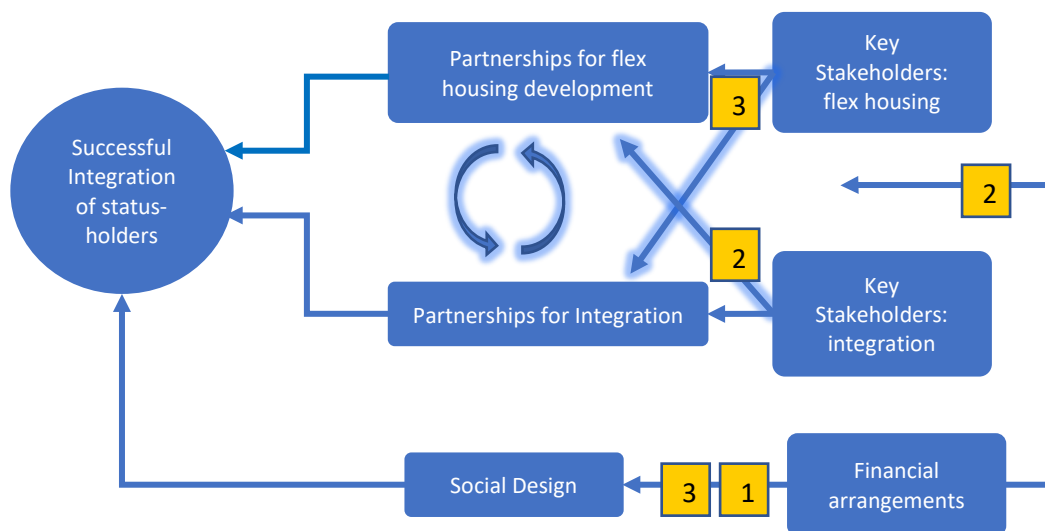 Partnerships for flex
housing development
Key
Stakeholders:
flex housing
3
Successful
Integration
of status-
holders
2
2
Partnerships for Integration
Key
Stakeholders:
integration
Social Design
3
1
Financial
arrangements